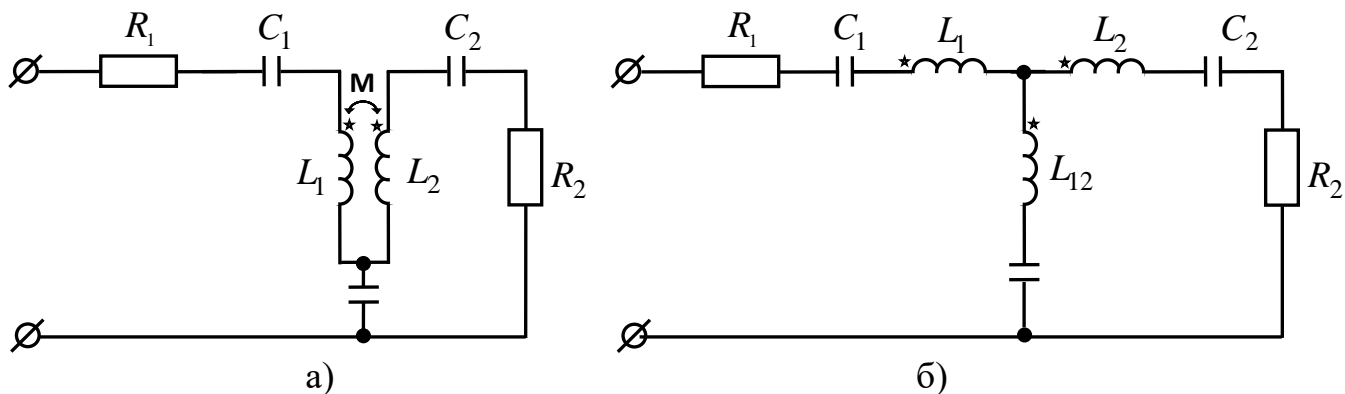 R₁ C₁ C₂ R₁ C₁ L₁ L₂ C₂
M
L₁ L₂ R₂ L₁₂ R₂
а) б)